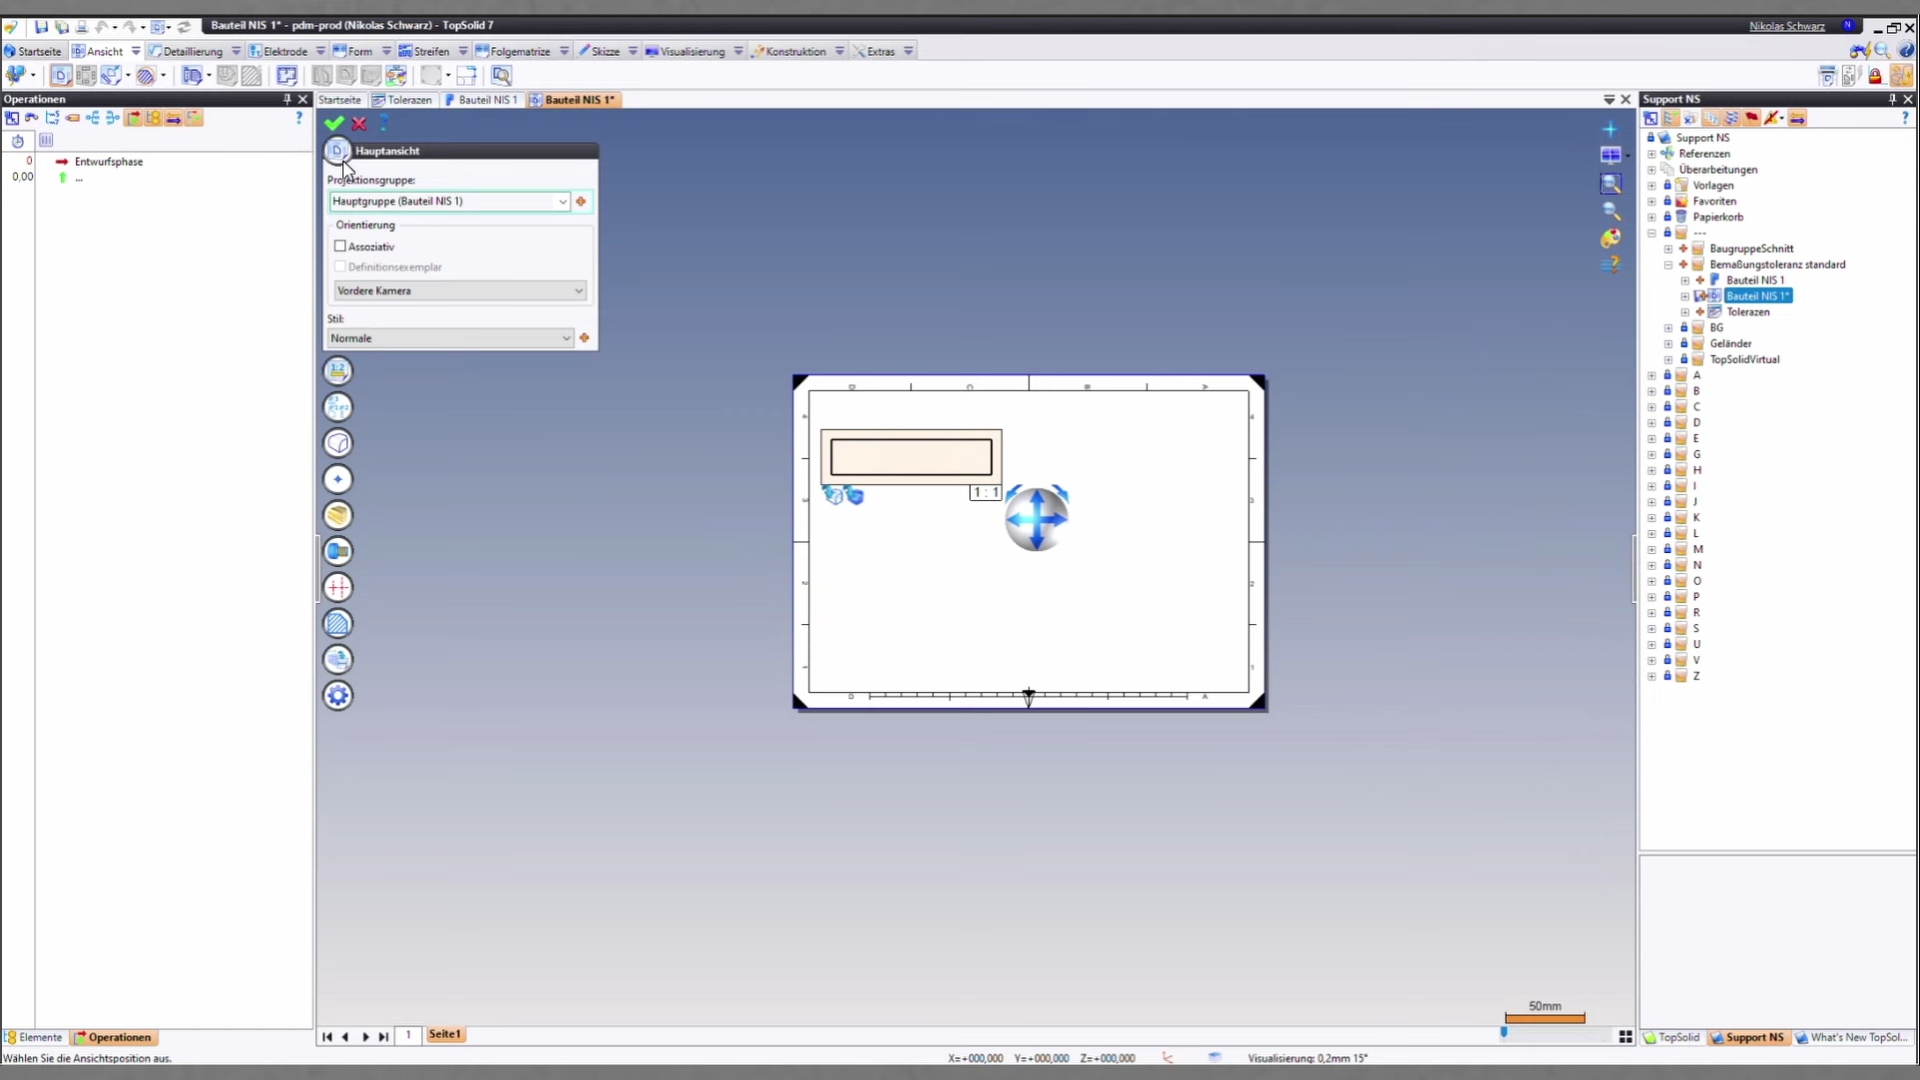 Bauteil NIS 1* - pdm-prod (Nikolas Schwarz) - TopSolid 7
Nikolas Schwarz
N
Startseite
Ansicht
Detaillierung
Elektrode
Form
Streifen
Folgematrize
Skizze
Visualisierung
Konstruktion
Extras
Operationen
Startseite
Tolerazen
Bauteil NIS 1
Bauteil NIS 1*
Support NS
0
Entwurfsphase
0,00
...
Hauptansicht
Projektionsgruppe:
Hauptgruppe (Bauteil NIS 1)
Orientierung
Assoziativ
Definitionsexemplar
Vordere Kamera
Stil:
Normale
1 : 1
Support NS
Referenzen
Überarbeitungen
Vorlagen
Favoriten
Papierkorb
---
BaugruppeSchnitt
Bemaßungstoleranz standard
Bauteil NIS 1
Bauteil NIS 1*
Tolerazen
BG
Geländer
TopSolidVirtual
A
B
C
D
E
G
H
I
J
K
L
M
N
O
P
R
S
U
V
Z
50mm
Elemente
Operationen
1
Seite1
TopSolid
Support NS
What's New TopSol...
Wählen Sie die Ansichtsposition aus.
X=+000,000 Y=+000,000 Z=+000,000
Visualisierung: 0,2mm 15°